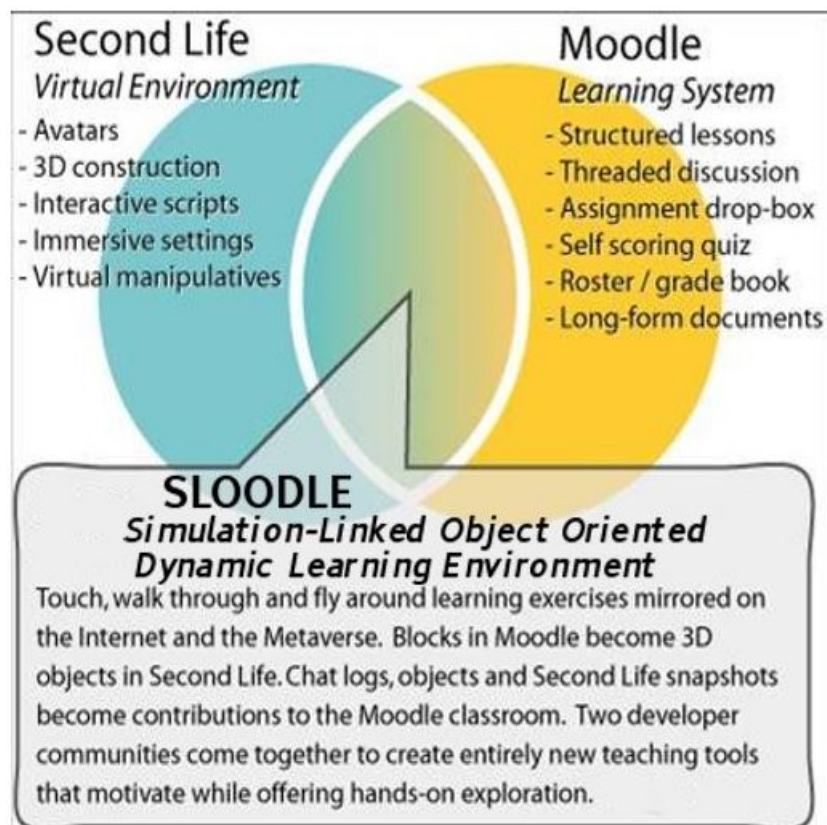 Second Life
Virtual Environment
- Avatars
- 3D construction
- Interactive scripts
- Immersive settings
- Virtual manipulatives
Moodle
Learning System
- Structured lessons
- Threaded discussion
- Assignment drop-box
- Self scoring quiz
- Roster / grade book
- Long-form documents
SLOODLE
Simulation-Linked Object Oriented
Dynamic Learning Environment
Touch, walk through and fly around learning exercises mirrored on
the Internet and the Metaverse. Blocks in Moodle become 3D
objects in Second Life. Chat logs, objects and Second Life snapshots
become contributions to the Moodle classroom. Two developer
communities come together to create entirely new teaching tools
that motivate while offering hands-on exploration.